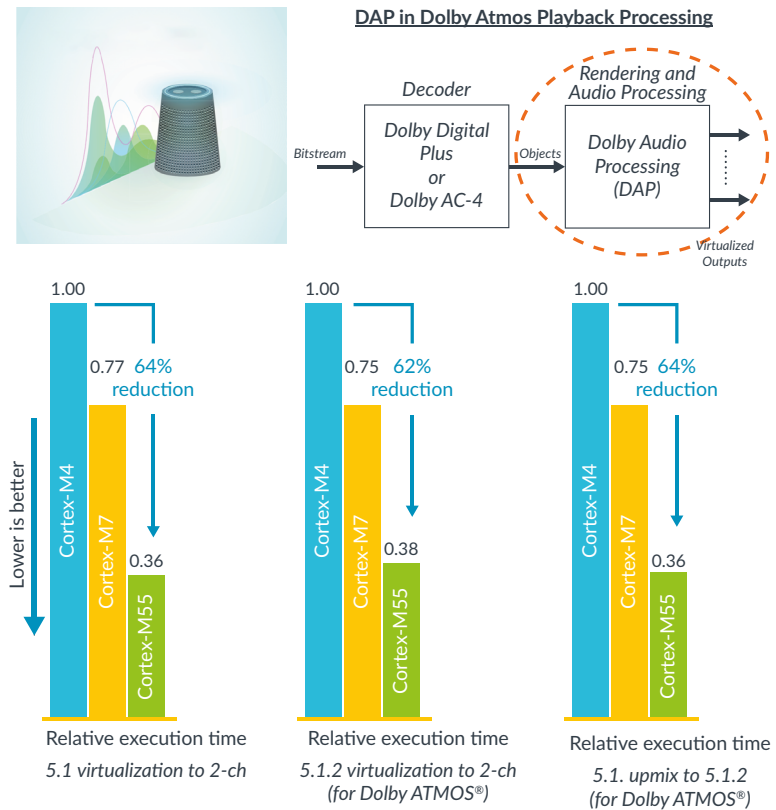 DAP in Dolby Atmos Playback Processing
Decoder
Rendering and
Audio Processing
Bitstream
Dolby Digital
Plus
or
Dolby AC-4
Objects
Dolby Audio
Processing
(DAP)
Virtualized
Outputs
Lower is better
1.00
0.77
64%
reduction
0.36
Cortex-M4
Cortex-M7
Cortex-M55
Relative execution time
5.1 virtualization to 2-ch
1.00
0.75
62%
reduction
0.38
Cortex-M4
Cortex-M7
Cortex-M55
Relative execution time
5.1.2 virtualization to 2-ch
(for Dolby ATMOS®)
1.00
0.75
64%
reduction
0.36
Cortex-M4
Cortex-M7
Cortex-M55
Relative execution time
5.1. upmix to 5.1.2
(for Dolby ATMOS®)